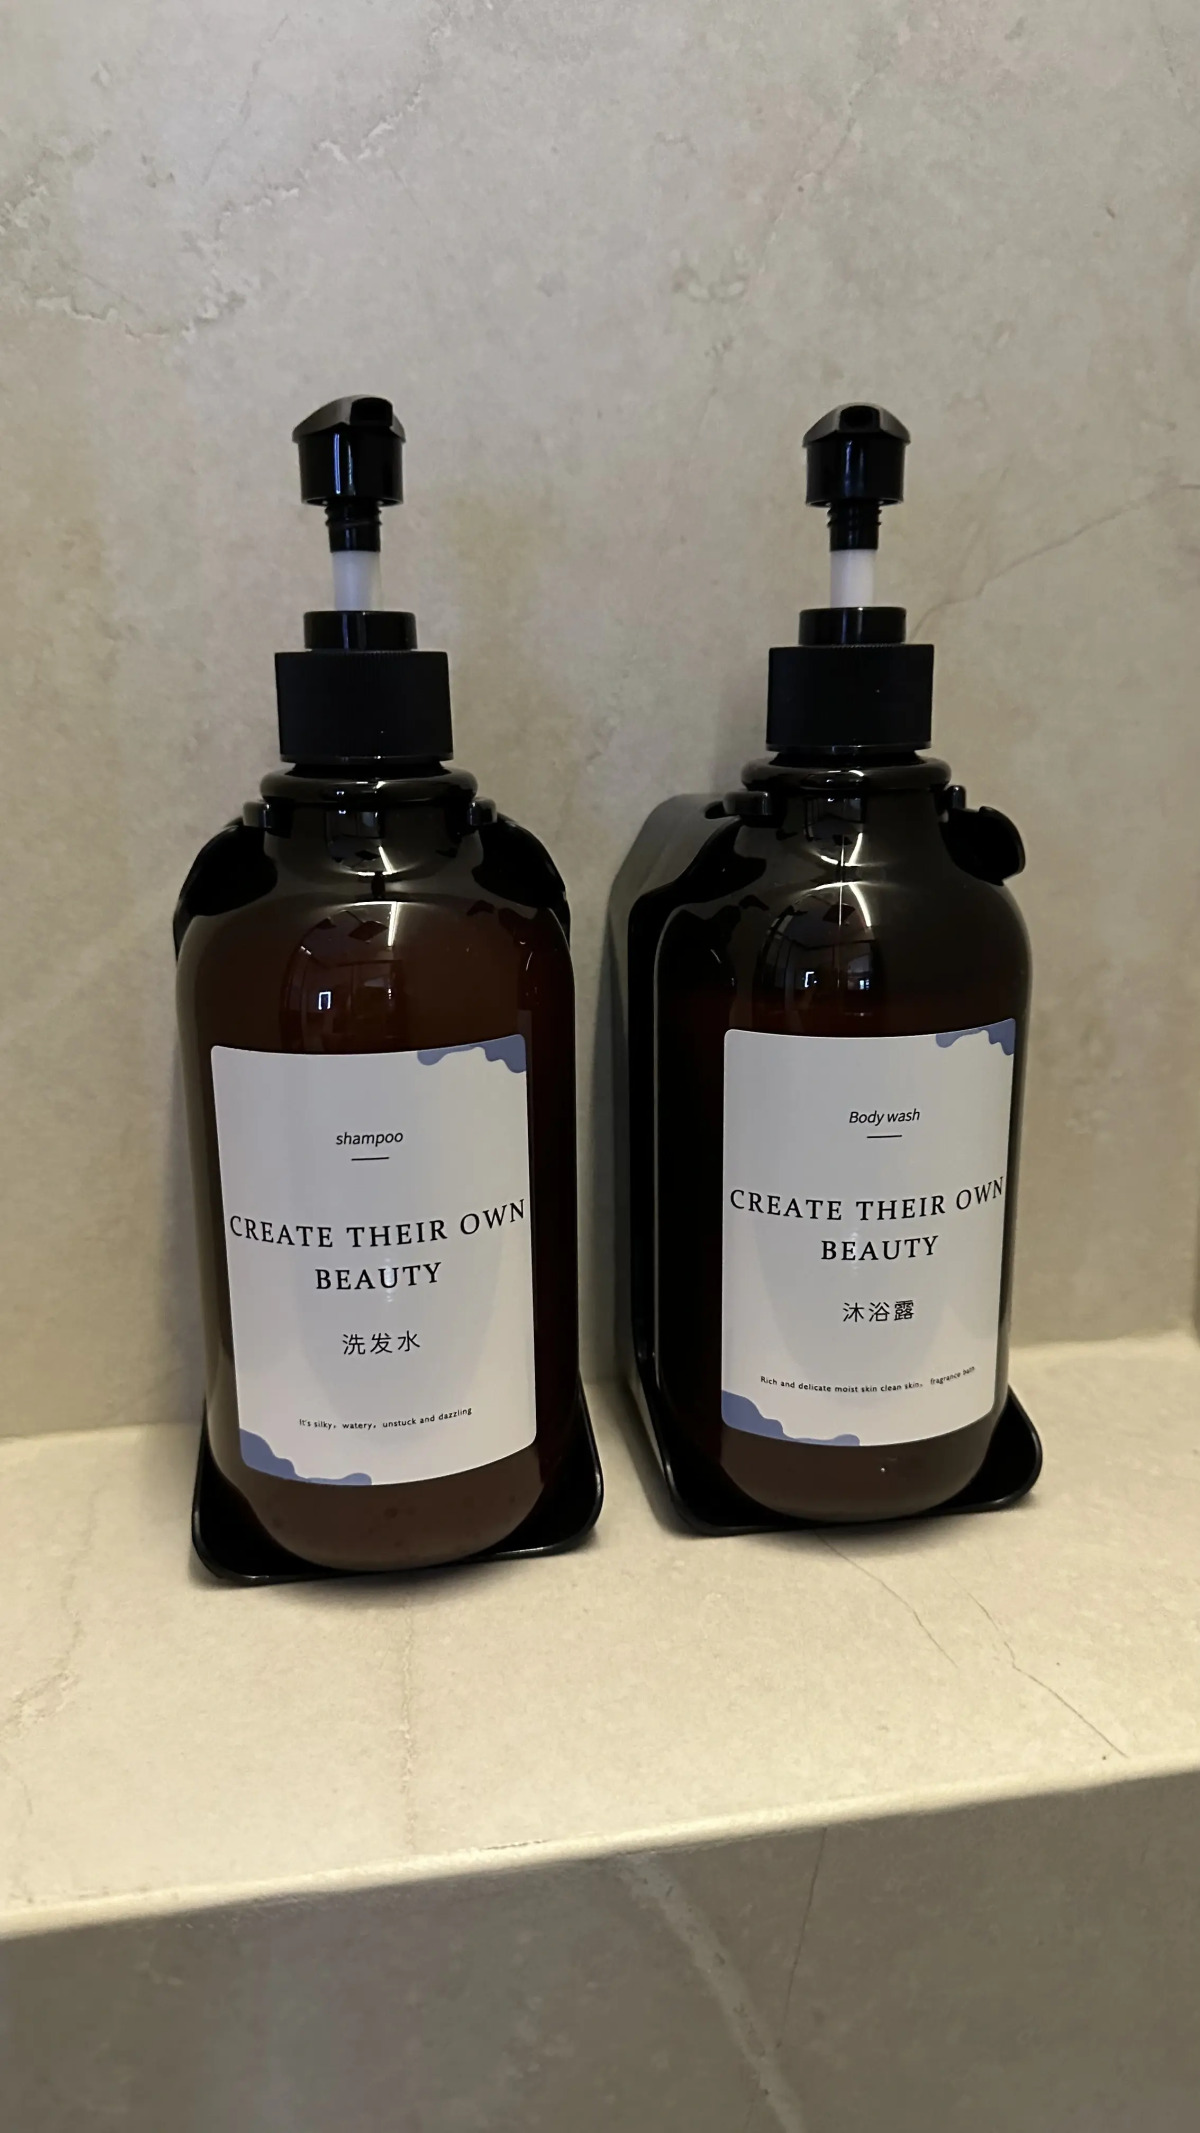 shampoo
CREATE THEIR OWN
BEAUTY
洗发水
It's silky, watery, unstuck and dazzling
Body wash
CREATE THEIR OWN
BEAUTY
沐浴露
Rich and delicate moist skin clean skin, fragrance bath